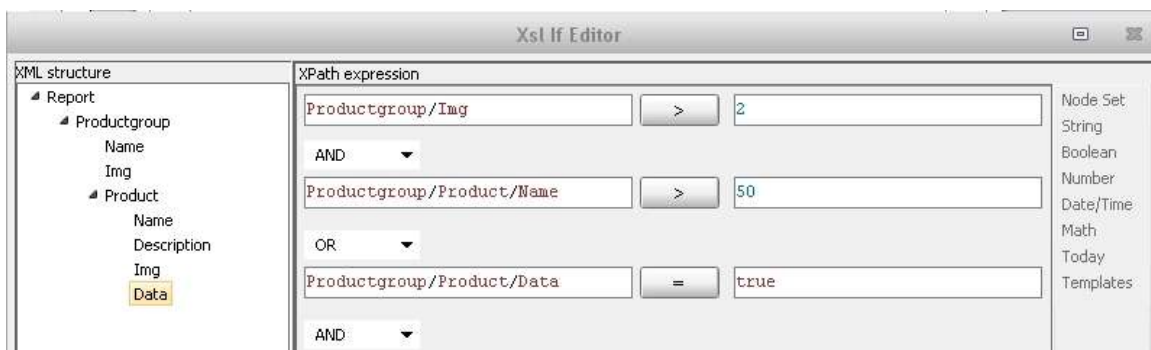 Xsl If Editor
XML structure
Report
Productgroup
Name
Img
Product
Name
Description
Img
Data
XPath expression
Productgroup/Img > 2
AND
Productgroup/Product/Name > 50
OR
Productgroup/Product/Data = true
AND
Node Set
String
Boolean
Number
Date/Time
Math
Today
Templates